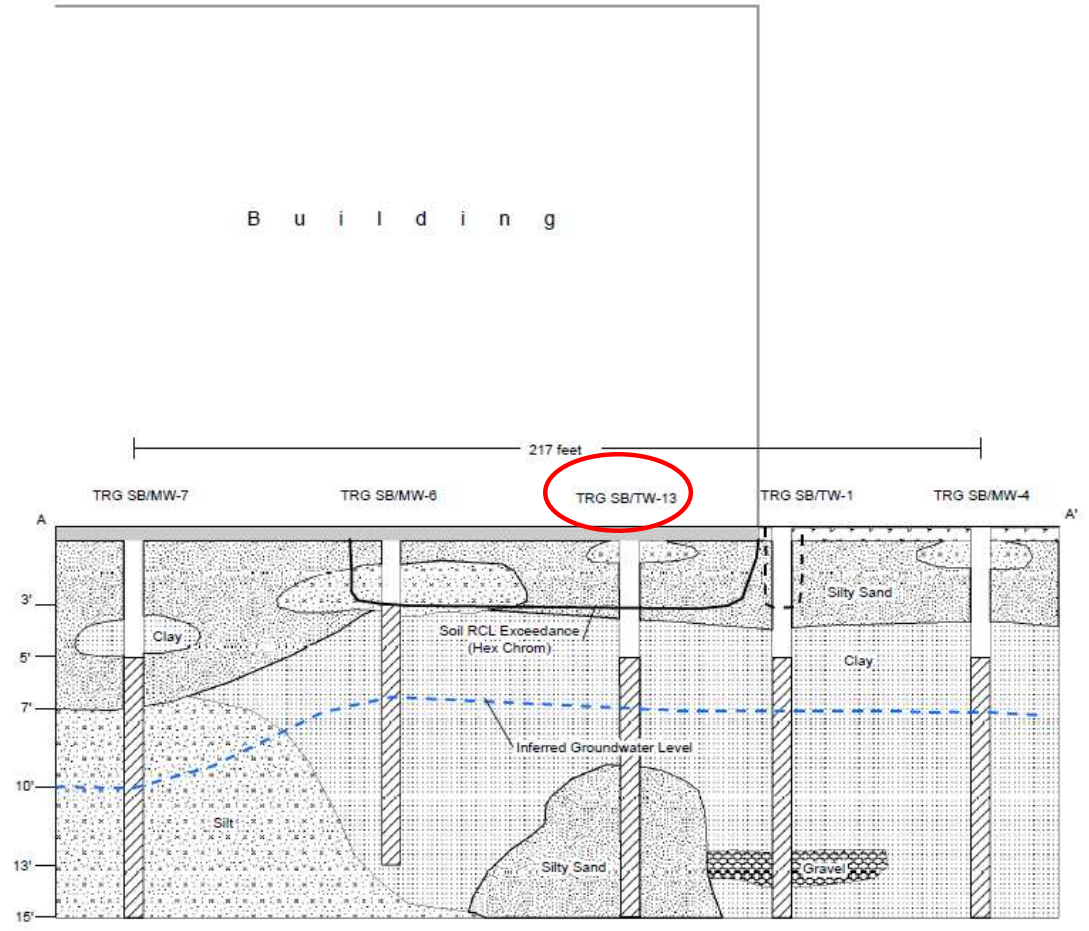 B u i l d i n g
217 feet
TRG SB/MW-7
TRG SB/MW-6
TRG SB/TW-13
TRG SB/TW-1
TRG SB/MW-4
A
A'
3'
Silty Sand
Soil RCL Exceedance
(Hex Chrom)
Clay
5'
Clay
7'
Inferred Groundwater Level
10'
Silt
13'
Silty Sand
Gravel
15'